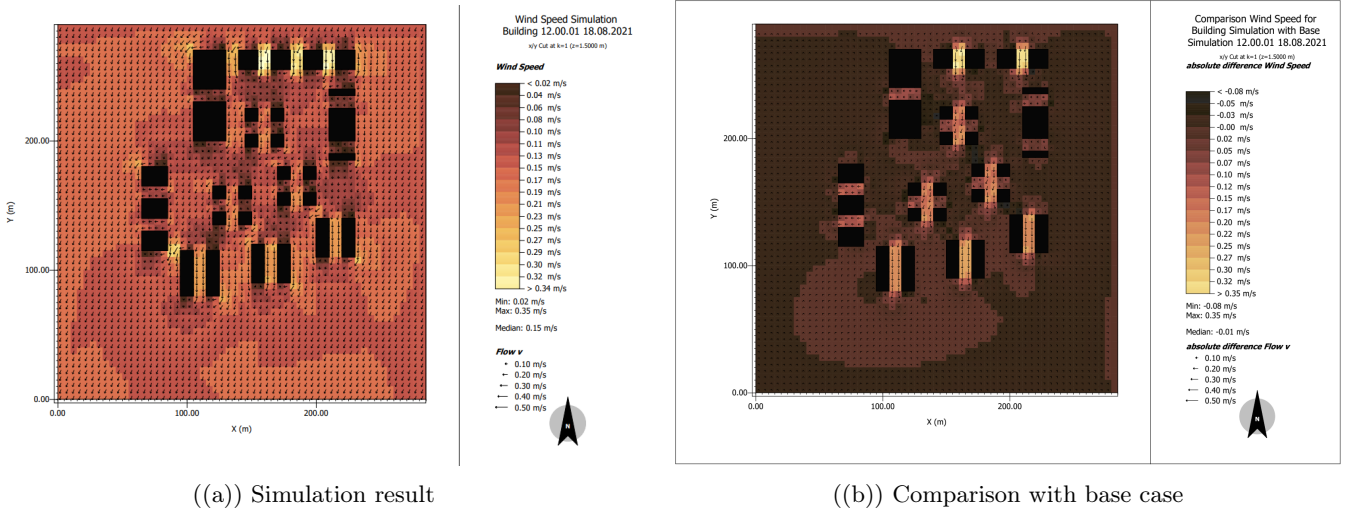 Wind Speed Simulation
Building 12.00.01 18.08.2021
x/y Cut at k=1 (z=1.5000 m)
Wind Speed
< 0.02 m/s
0.04 m/s
0.06 m/s
0.08 m/s
0.10 m/s
0.11 m/s
0.13 m/s
0.15 m/s
0.17 m/s
0.19 m/s
0.21 m/s
0.23 m/s
0.25 m/s
0.27 m/s
0.29 m/s
0.30 m/s
0.32 m/s
> 0.34 m/s
Min: 0.02 m/s
Max: 0.35 m/s
Median: 0.15 m/s
Flow v
0.10 m/s
0.20 m/s
0.30 m/s
0.40 m/s
0.50 m/s
N
200.00
100.00
0.00
Y (m)
0.00 100.00 200.00
X (m)
((a)) Simulation result
Comparison Wind Speed for
Building Simulation with Base
Simulation 12.00.01 18.08.2021
x/y Cut at k=1 (z=1.5000 m)
absolute difference Wind Speed
< -0.08 m/s
-0.05 m/s
-0.03 m/s
-0.00 m/s
0.02 m/s
0.05 m/s
0.07 m/s
0.10 m/s
0.12 m/s
0.15 m/s
0.17 m/s
0.20 m/s
0.22 m/s
0.25 m/s
0.27 m/s
0.30 m/s
0.32 m/s
> 0.35 m/s
Min: -0.08 m/s
Max: 0.35 m/s
Median: -0.01 m/s
absolute difference Flow v
0.10 m/s
0.20 m/s
0.30 m/s
0.40 m/s
0.50 m/s
N
200.00
100.00
0.00
Y (m)
0.00 100.00 200.00
X (m)
((b)) Comparison with base case